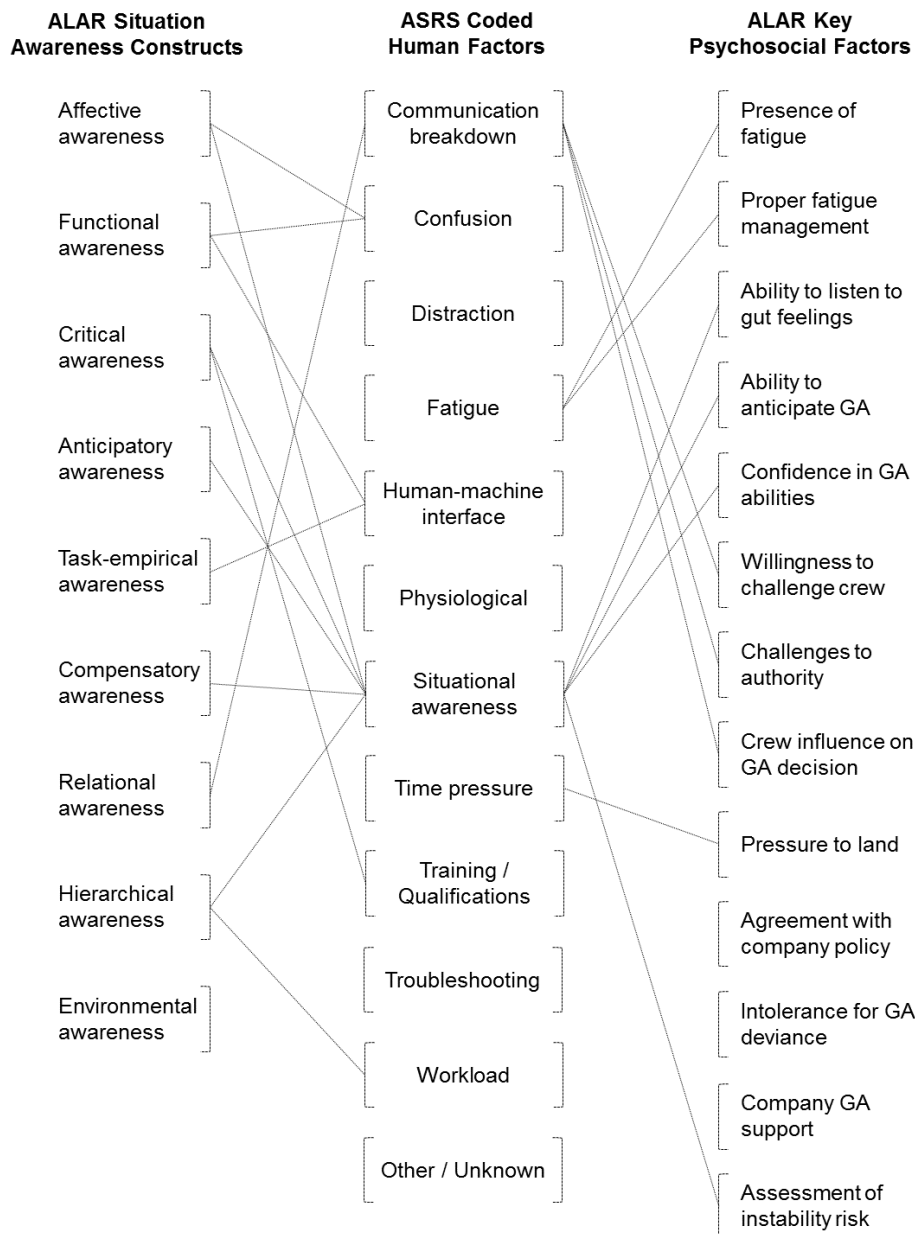 ALAR Situation
Awareness Constructs
Affective
awareness
Functional
awareness
Critical
awareness
Anticipatory
awareness
Task-empirical
awareness
Compensatory
awareness
Relational
awareness
Hierarchical
awareness
Environmental
awareness
ASRS Coded
Human Factors
Communication
breakdown
Confusion
Distraction
Fatigue
Human-machine
interface
Physiological
Situational
awareness
Time pressure
Training /
Qualifications
Troubleshooting
Workload
Other / Unknown
ALAR Key
Psychosocial Factors
Presence of
fatigue
Proper fatigue
management
Ability to listen to
gut feelings
Ability to
anticipate GA
Confidence in GA
abilities
Willingness to
challenge crew
Challenges to
authority
Crew influence on
GA decision
Pressure to land
Agreement with
company policy
Intolerance for GA
deviance
Company GA
support
Assessment of
instability risk